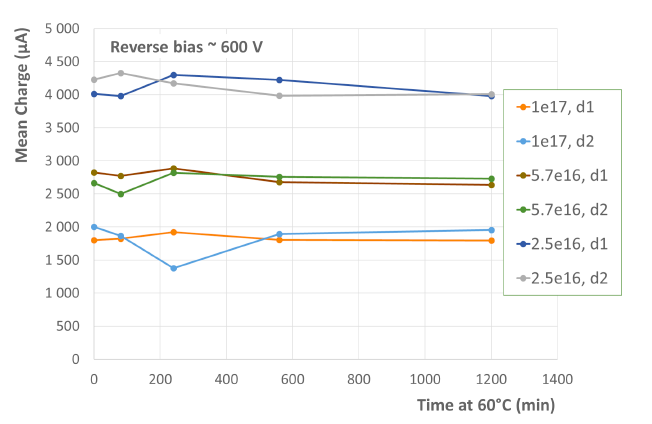 5 000
Reverse bias ~ 600 V
4 500
4 000
3 500
3 000
2 500
2 000
1 500
1 000
500
0
Mean Charge (µA)
1e17, d1
1e17, d2
5.7e16, d1
5.7e16, d2
2.5e16, d1
2.5e16, d2
0 200 400 600 800 1000 1200 1400
Time at 60°C (min)